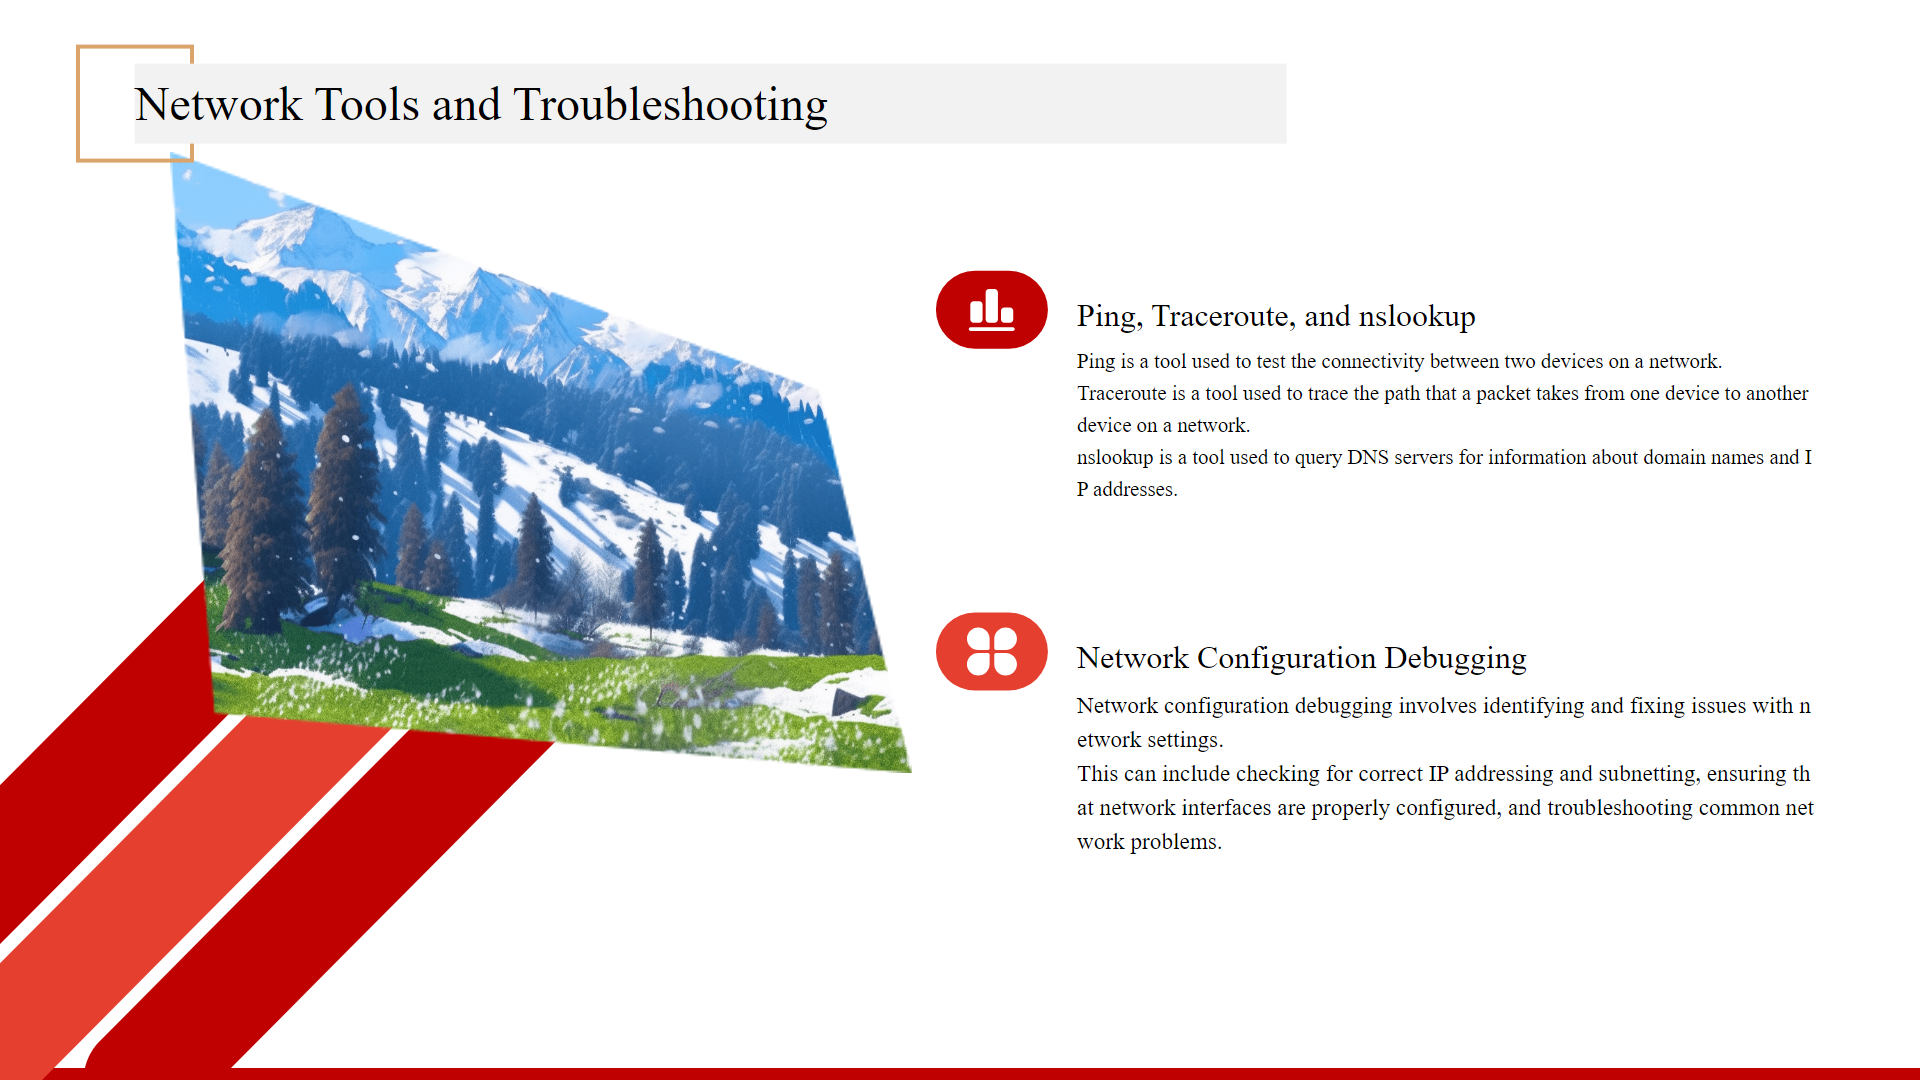 Network Tools and Troubleshooting
Ping, Traceroute, and nslookup
Ping is a tool used to test the connectivity between two devices on a network.
Traceroute is a tool used to trace the path that a packet takes from one device to another
device on a network.
nslookup is a tool used to query DNS servers for information about domain names and I
P addresses.
Network Configuration Debugging
Network configuration debugging involves identifying and fixing issues with n
etwork settings.
This can include checking for correct IP addressing and subnetting, ensuring th
at network interfaces are properly configured, and troubleshooting common net
work problems.